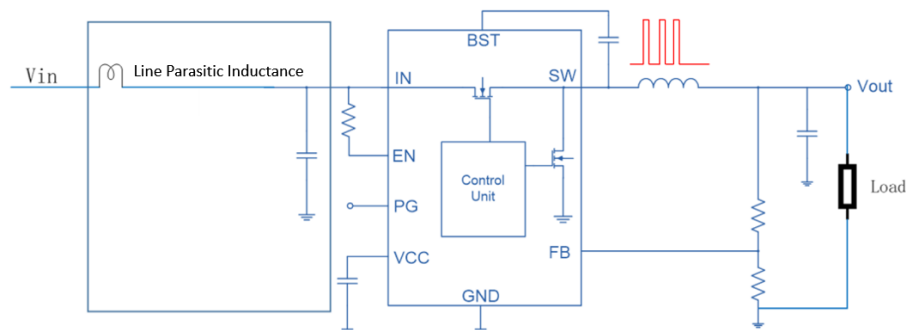 BST
Vin
Line Parasitic Inductance
IN
SW
Vout
EN
Control
Unit
Load
PG
VCC
FB
GND